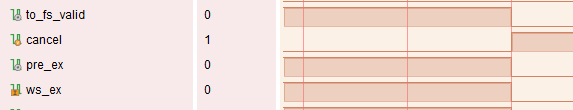 to_fs_valid 0
cancel 1
pre_ex 0
ws_ex 0